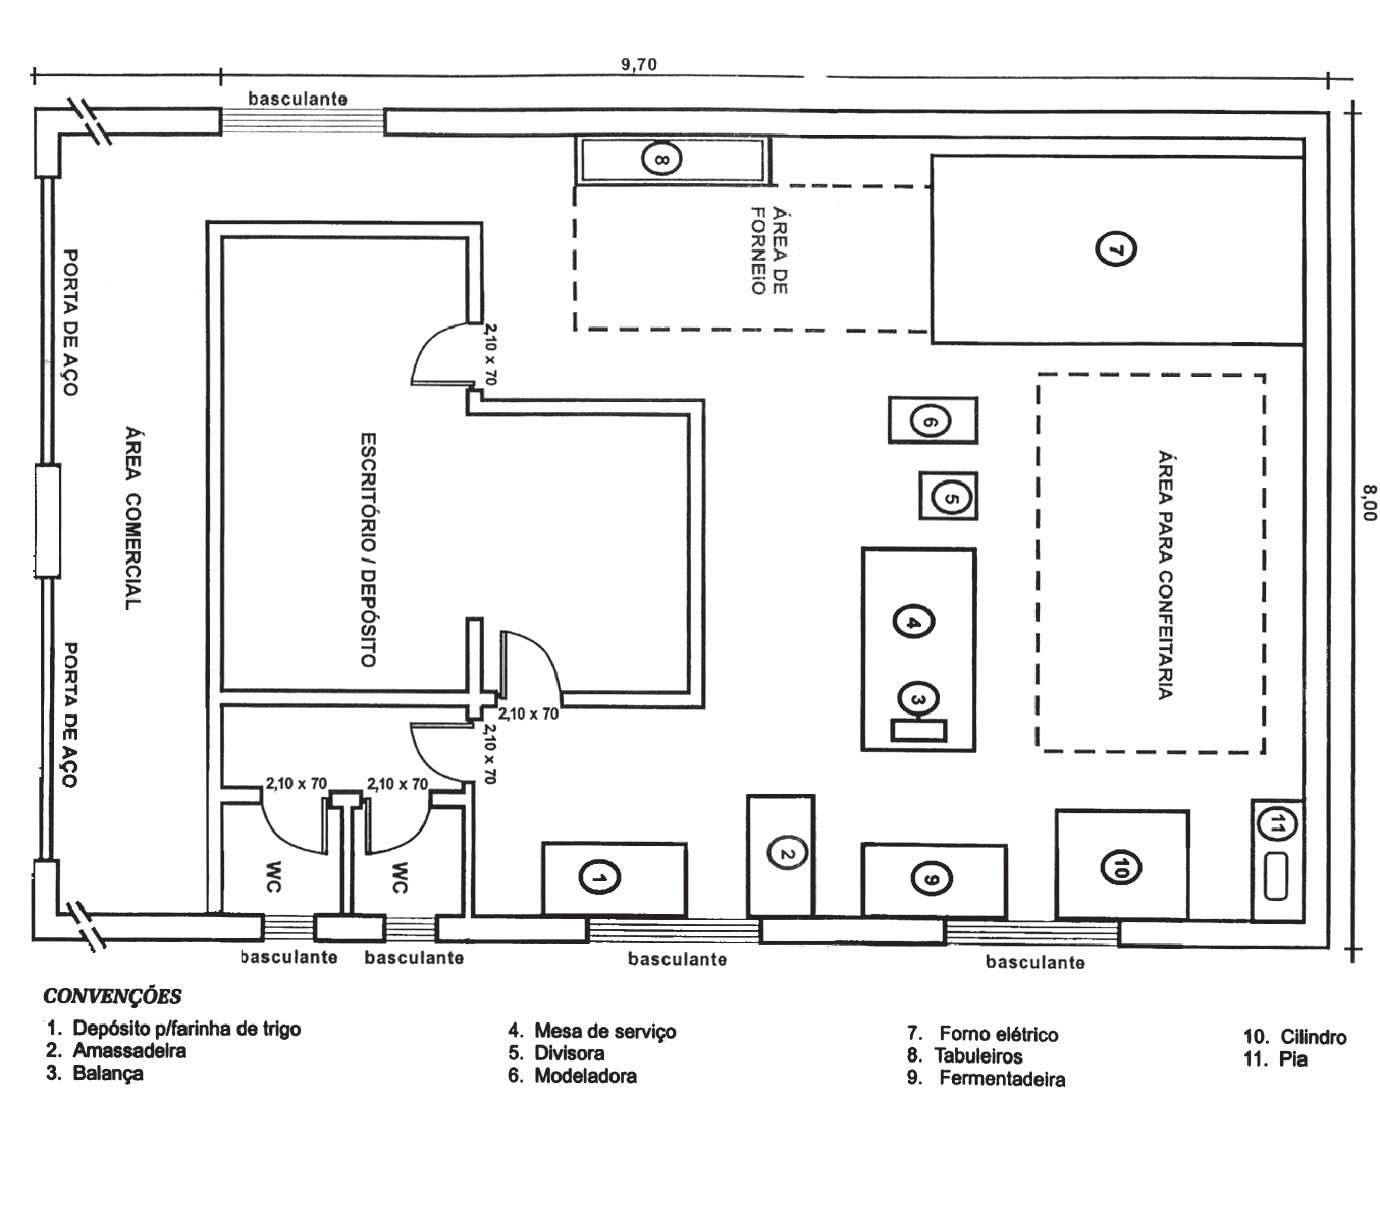 9,70
basculante
8
ÁREA DE
FORNEIO
7
PORTA DE AÇO
2,10 x 70
6
ÁREA COMERCIAL
ESCRITÓRIO / DEPÓSITO
5
ÁREA PARA CONFEITARIA
8,00
4
3
PORTA DE AÇO
2,10 x 70
2,10 x 70
2,10 x 70
2,10 x 70
WC
WC
1
2
9
10
11
basculante
basculante
basculante
basculante
CONVENÇÕES
1. Depósito p/farinha de trigo
2. Amassadeira
3. Balança
4. Mesa de serviço
5. Divisora
6. Modeladora
7. Forno elétrico
8. Tabuleiros
9. Fermentadeira
10. Cilindro
11. Pia